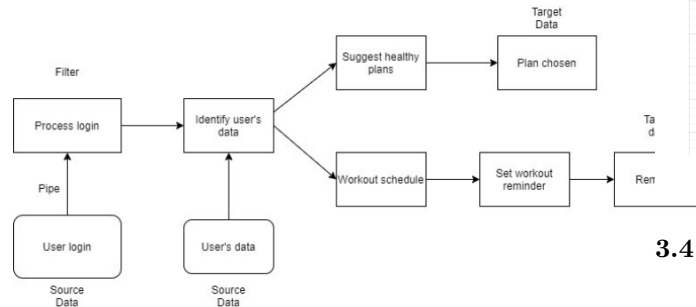 Target
Data
Suggest healthy
plans
Plan chosen
Filter
Process login
Identify user's
data
Workout schedule
Set workout
reminder
Pipe
User login
User's data
Source
Data
Source
Data
3.4